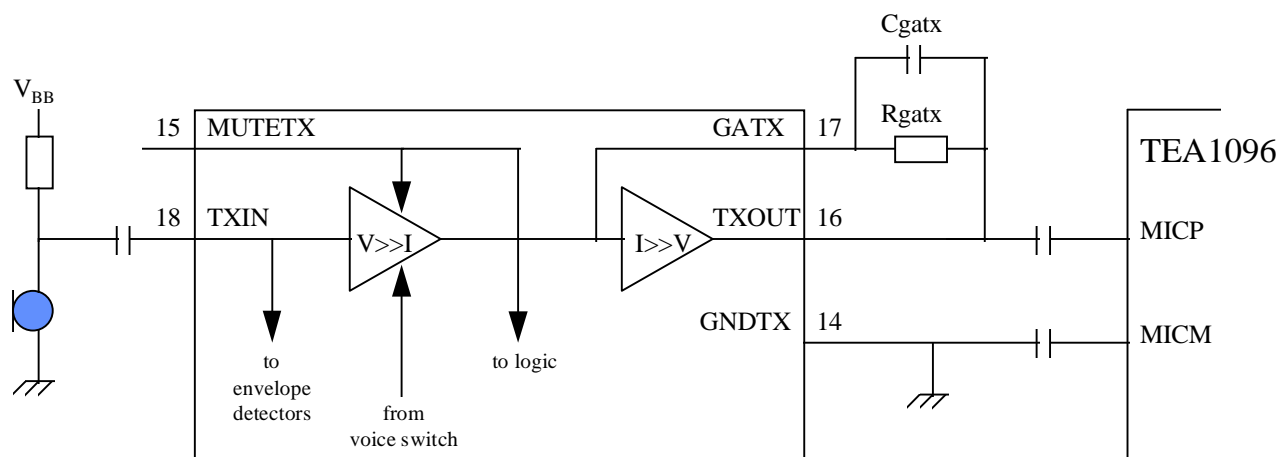 Cgatx
V_BB
Rgatx
15 MUTETX
GATX 17
TEA1096
18 TXIN
V>>I
I>>V
TXOUT 16
MICP
GNDTX 14
MICM
to
envelope
detectors
from
voice switch
to logic